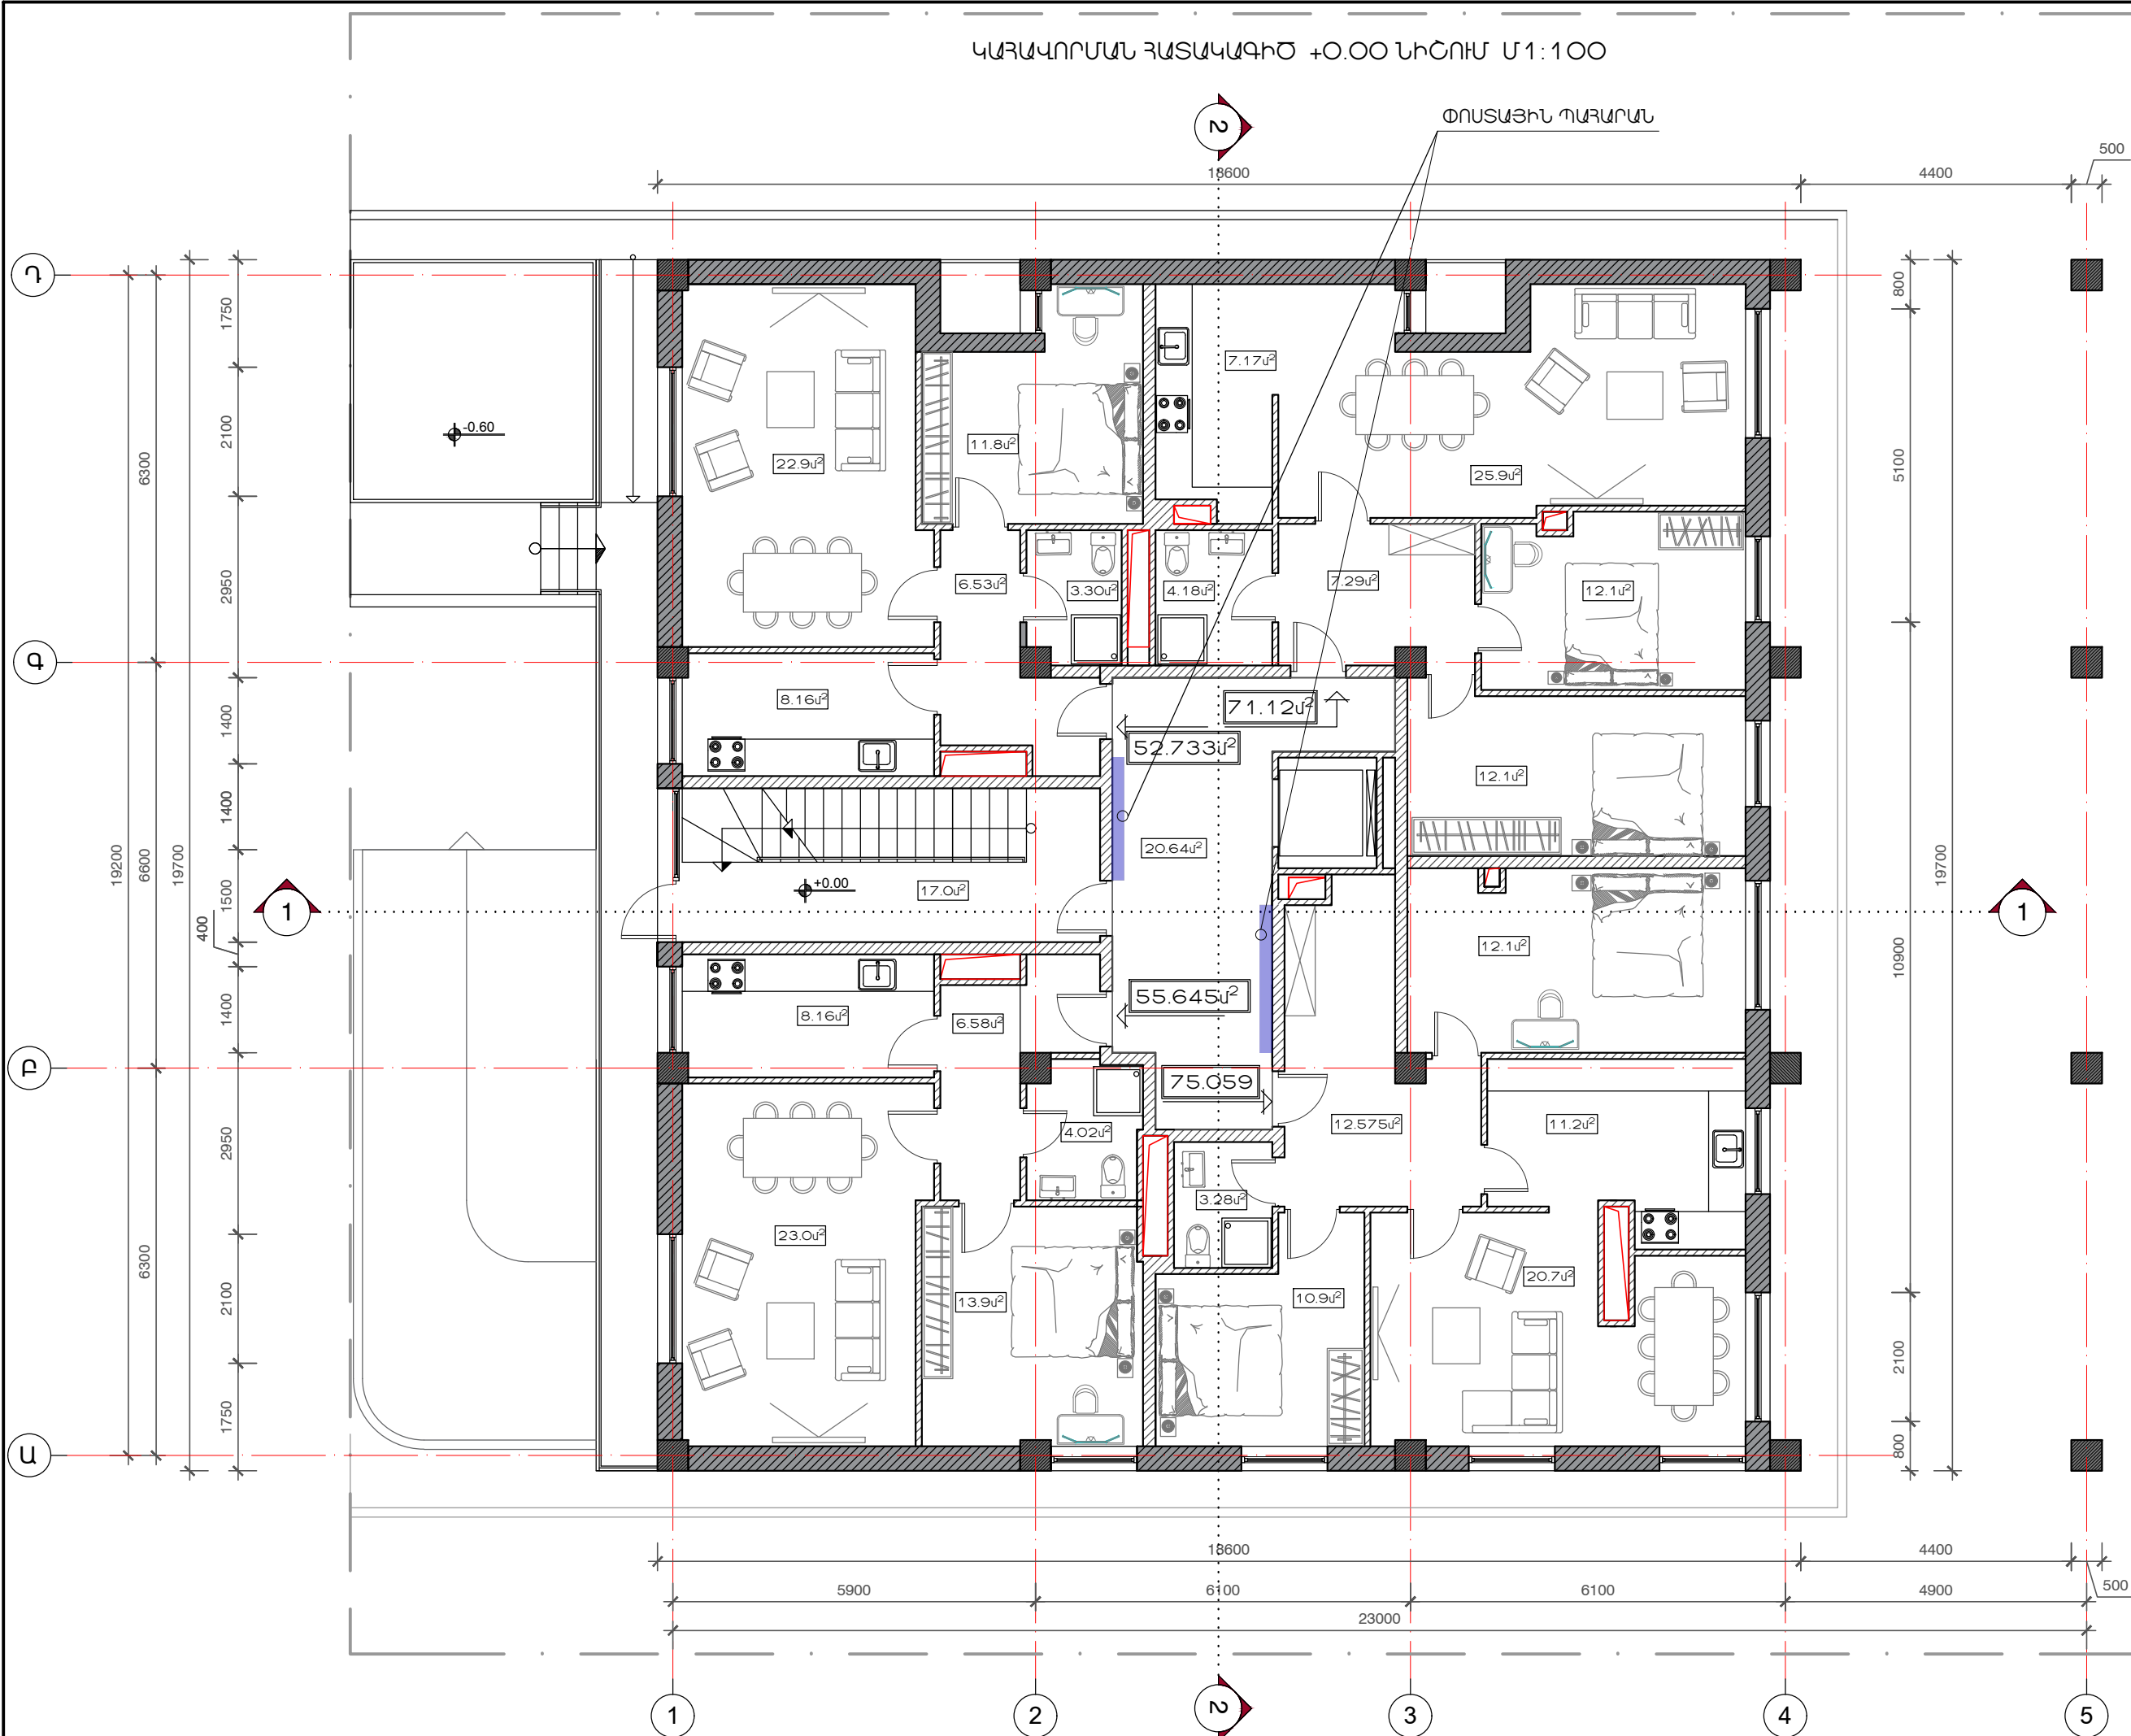 ԿԱՀԱՎՈՐՄԱՆ ՀԱՏԱԿԱԳԻԾ +0.00 ՆԻՇՈՒՄ Մ1:100
2
ՓՈՍՏԱՅԻՆ ՊԱՀԱՐԱՆ
500
18600
4400
Դ
800
1750
7.17մ²
2100
-0.60
11.8մ²
22.9մ²
6300
5100
25.9մ²
2950
6.53մ²
3.30մ²
4.18մ²
7.29մ²
12.1մ²
Գ
8.16մ²
71.12մ²
1400
52.733մ²
12.1մ²
1400
19200
6600
19700
20.64մ²
19700
+0.00
17.0մ²
1500
1
1
400
12.1մ²
10900
55.645մ²
1400
8.16մ²
6.58մ²
Բ
75.059
4.02մ²
12.575մ²
11.2մ²
2950
3.28մ²
23.0մ²
6300
20.7մ²
2100
13.9մ²
10.9մ²
2100
1750
Ա
800
18600
4400
500
5900
6100
6100
4900
23000
1
2
2
3
4
5